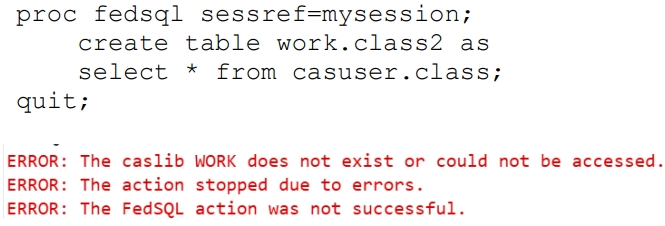 proc fedsql sessref=mysession;
create table work.class2 as
select * from casuser.class;
quit;
ERROR: The caslib WORK does not exist or could not be accessed.
ERROR: The action stopped due to errors.
ERROR: The FedSQL action was not successful.